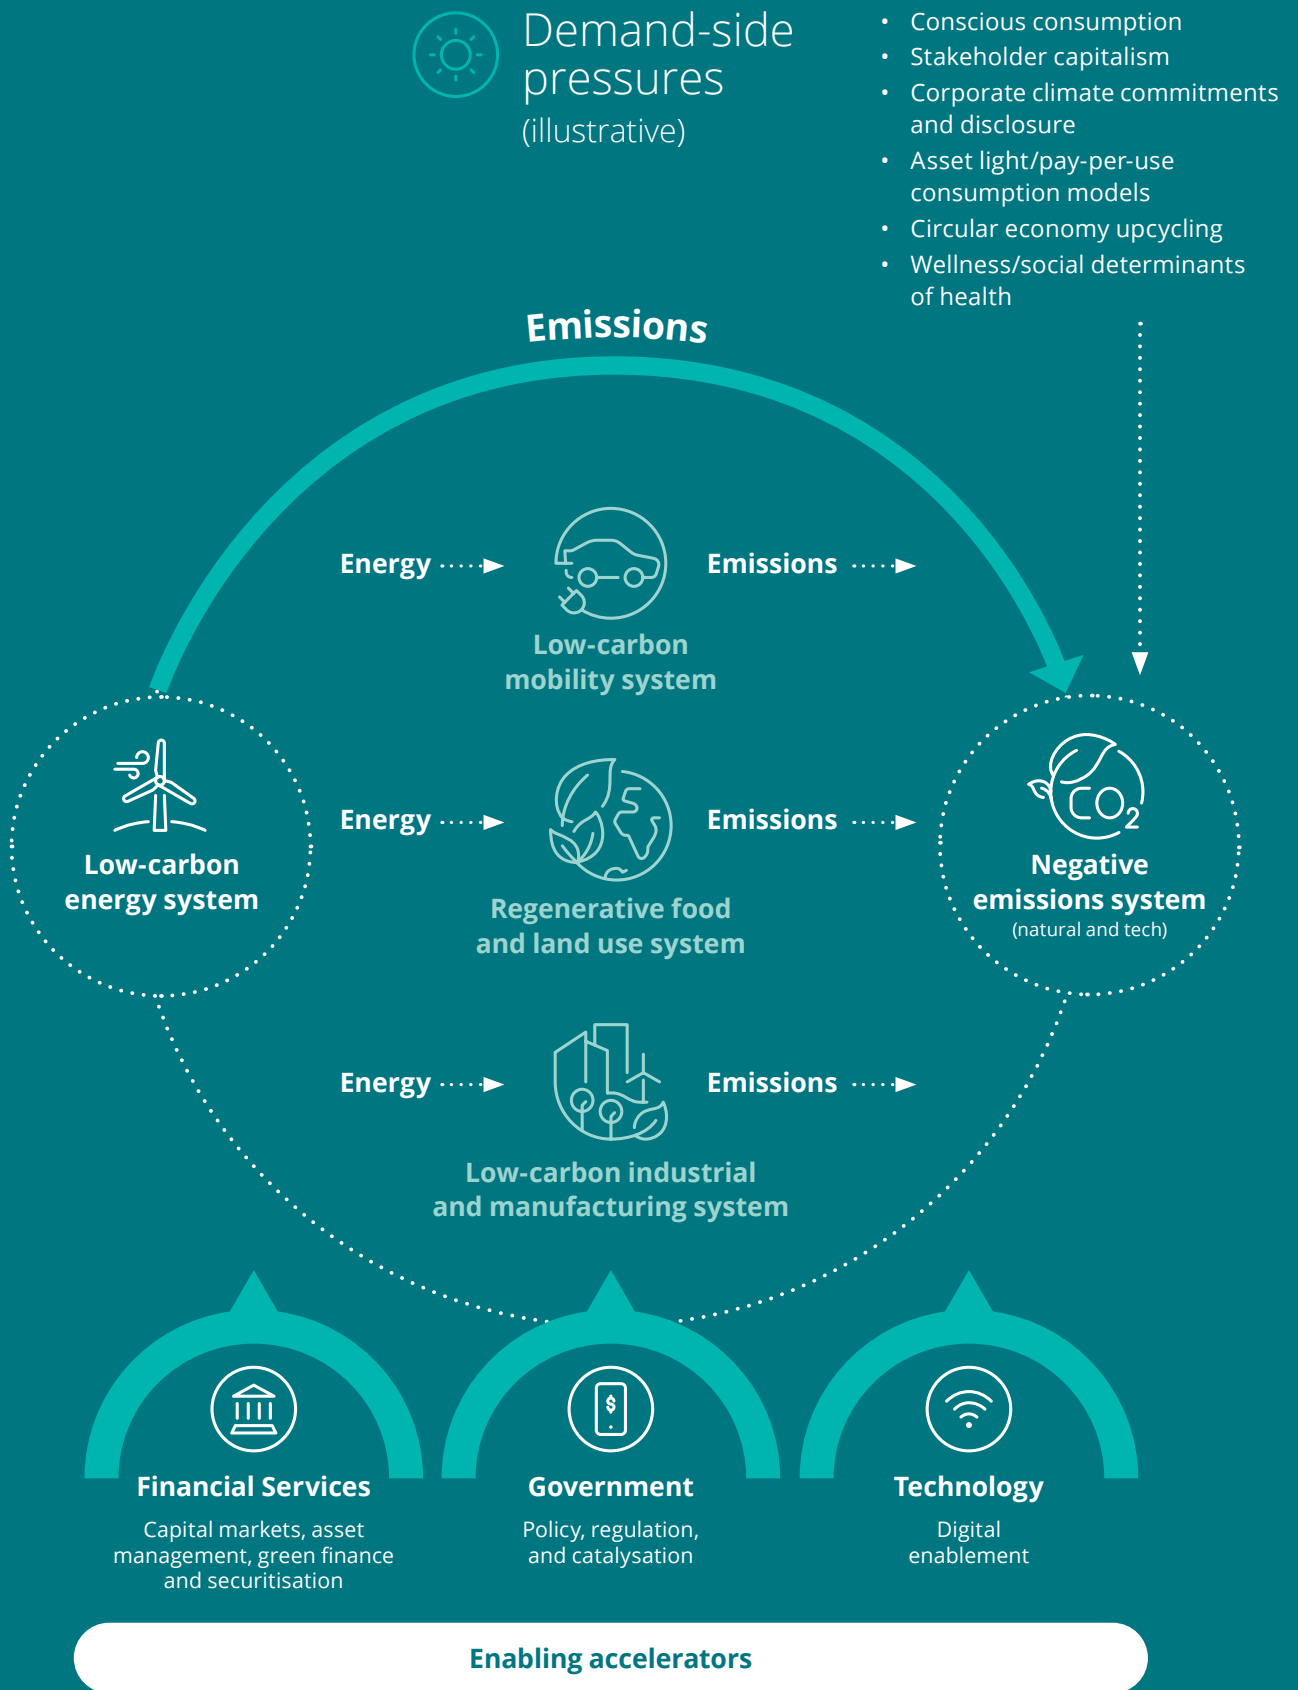 Demand-side
pressures
(illustrative)
• Conscious consumption
• Stakeholder capitalism
• Corporate climate commitments
and disclosure
• Asset light/pay-per-use
consumption models
• Circular economy upcycling
• Wellness/social determinants
of health
Emissions
Energy
Emissions
Low-carbon
mobility system
Low-carbon
energy system
Energy
Emissions
Regenerative food
and land use system
CO2
Negative
emissions system
(natural and tech)
Energy
Emissions
Low-carbon industrial
and manufacturing system
Financial Services
Capital markets, asset
management, green finance
and securitisation
$
Government
Policy, regulation,
and catalysation
Technology
Digital
enablement
Enabling accelerators